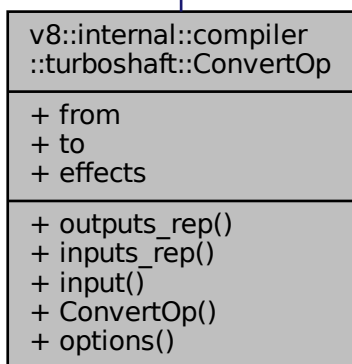 v8::internal::compiler
::turboshaft::ConvertOp
+ from
+ to
+ effects
+ outputs_rep()
+ inputs_rep()
+ input()
+ ConvertOp()
+ options()